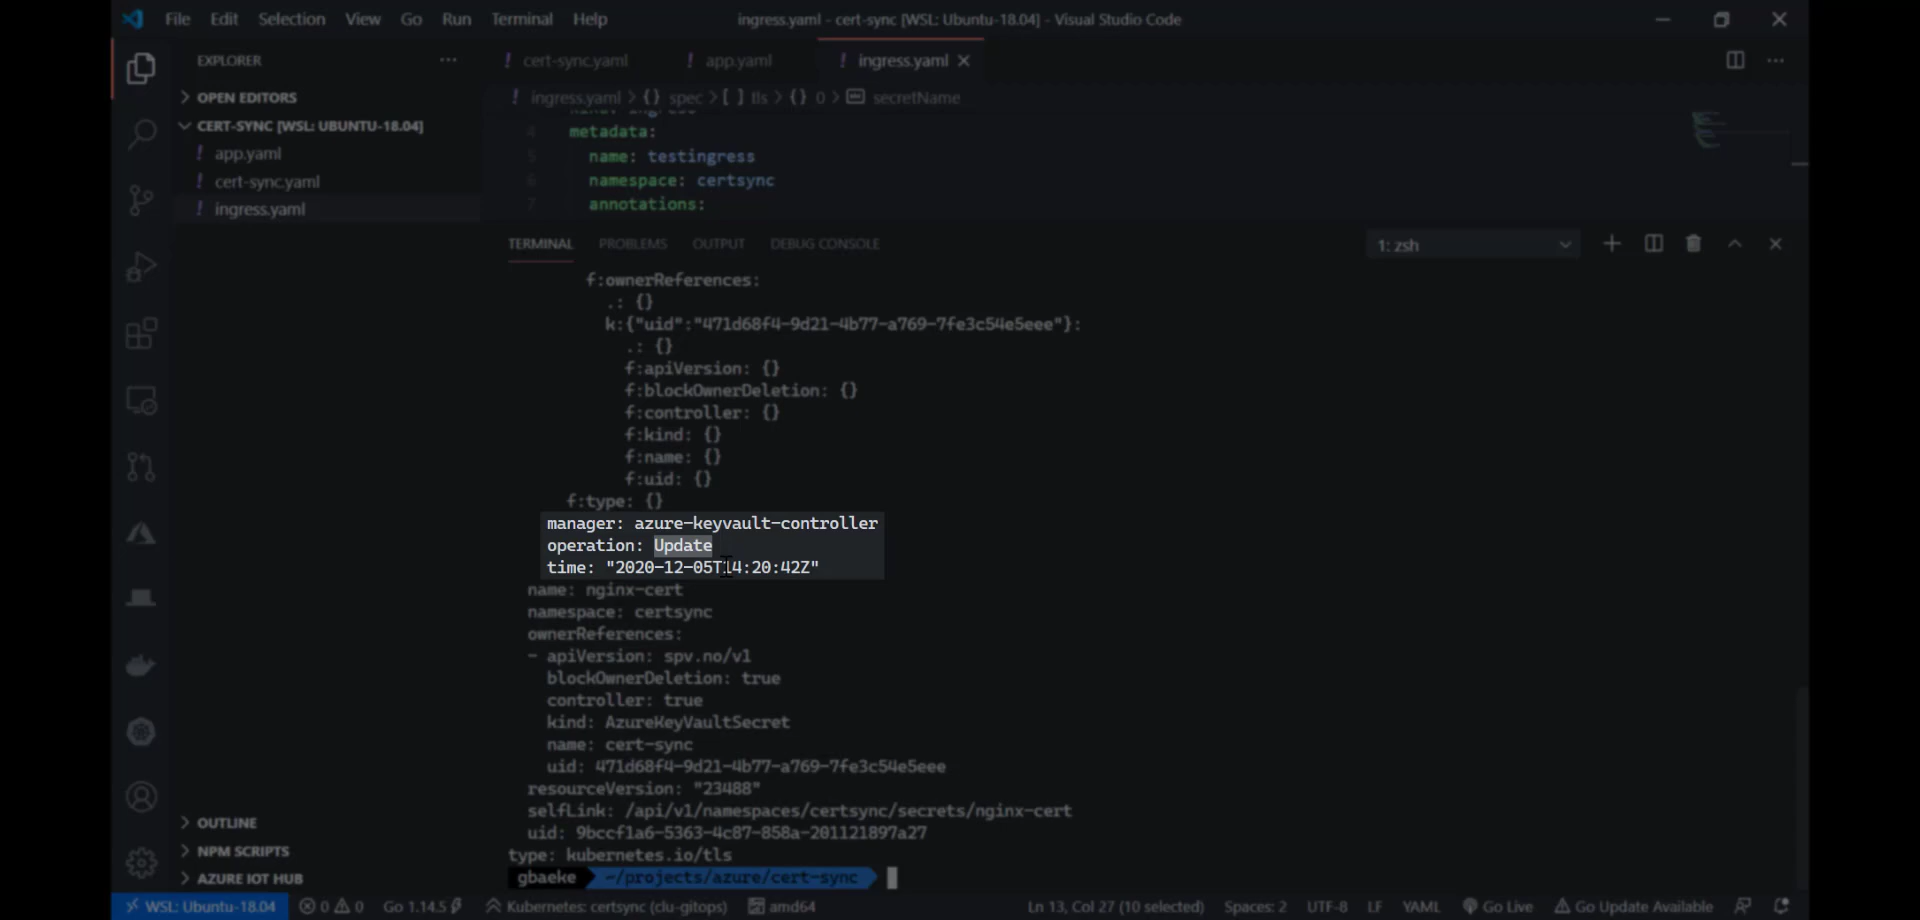 File Edit Selection View Go Run Terminal Help
ingress.yaml - cert-sync [WSL: Ubuntu-18.04] - Visual Studio Code
EXPLORER
! cert-sync.yaml ! app.yaml ! ingress.yaml
OPEN EDITORS
! ingress.yaml > {} spec > [ ] tls > {} 0 > secretName
CERT-SYNC [WSL: UBUNTU-18.04]
! app.yaml
! cert-sync.yaml
! ingress.yaml
4 metadata:
5 name: testingress
6 namespace: certsync
7 annotations:
TERMINAL PROBLEMS OUTPUT DEBUG CONSOLE
1: zsh
f:ownerReferences:
.: {}
k:{"uid":"471d68f4-9d21-4b77-a769-7fe3c54e5eee"}:
.: {}
f:apiVersion: {}
f:blockOwnerDeletion: {}
f:controller: {}
f:kind: {}
f:name: {}
f:uid: {}
f:type: {}
manager: azure-keyvault-controller
operation: Update
time: "2020-12-05T14:20:42Z"
name: nginx-cert
namespace: certsync
ownerReferences:
- apiVersion: spv.no/v1
blockOwnerDeletion: true
controller: true
kind: AzureKeyVaultSecret
name: cert-sync
uid: 471d68f4-9d21-4b77-a769-7fe3c54e5eee
resourceVersion: "23488"
selfLink: /api/v1/namespaces/certsync/secrets/nginx-cert
uid: 9bccf1a6-5363-4c87-858a-201121897a27
type: kubernetes.io/tls
gbaeke ~/projects/azure/cert-sync
OUTLINE
NPM SCRIPTS
AZURE IOT HUB
WSL: Ubuntu-18.04 0 0 Go 1.14.5 Kubernetes: certsync (clu-gitops) amd64
Ln 13, Col 27 (10 selected) Spaces: 2 UTF-8 LF YAML Go Live Go Update Available